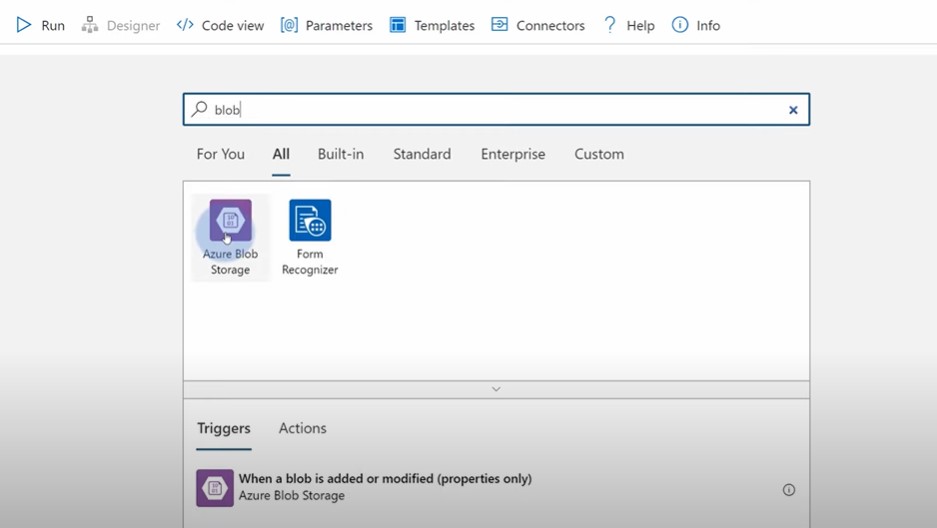 Run Designer Code view Parameters Templates Connectors Help Info
blob
For You All Built-in Standard Enterprise Custom
Azure Blob Storage
Form Recognizer
Triggers Actions
When a blob is added or modified (properties only)
Azure Blob Storage